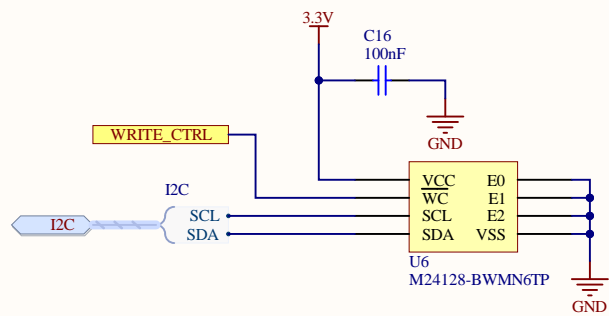 3.3V
C16
100nF
GND
WRITE_CTRL
I2C
I2C
SCL
SDA
VCC
WC
SCL
SDA
E0
E1
E2
VSS
U6
M24128-BWMN6TP
GND